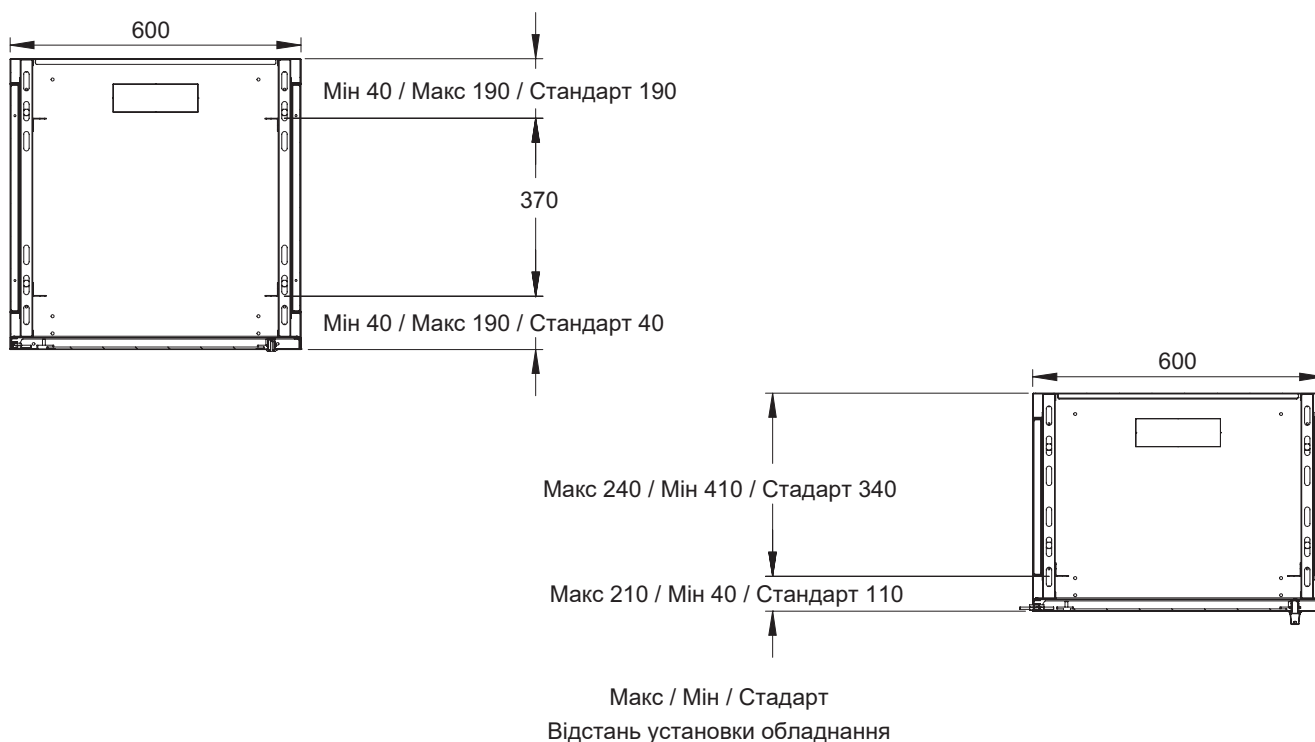 600
Мін 40 / Макс 190 / Стандарт 190
370
Мін 40 / Макс 190 / Стандарт 40
600
Макс 240 / Мін 410 / Стадарт 340
Макс 210 / Мін 40 / Стандарт 110
Макс / Мін / Стадарт
Відстань установки обладнання